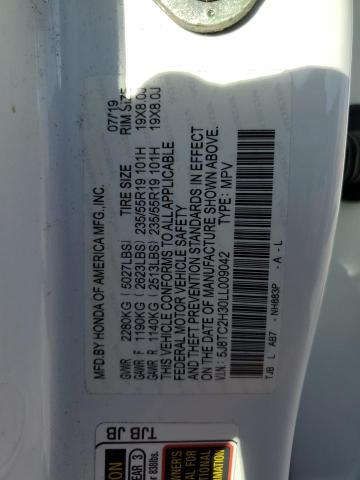 MFD.BY HONDA OF AMERICA MFG.,INC. 07/19
TIRE SIZE RIM SIZE
GVWR 2280KG (5027LBS)
GAWR F 1190KG (2623LBS) 235/55R19 101H 19X8.0J
GAWR R 1140KG (2513LBS) 235/55R19 101H 19X8.0J
THIS VEHICLE CONFORMS TO ALL APPLICABLE
FEDERAL MOTOR VEHICLE SAFETY
AND THEFT PREVENTION STANDARDS IN EFFECT
ON THE DATE OF MANUFACTURE SHOWN ABOVE.
V.I.N.: 5J8TC2H30LL009042 TYPE: MPV
TJB L AB7 - NH883P - A - L
TJB JB
EAR 3
r 838lbs.